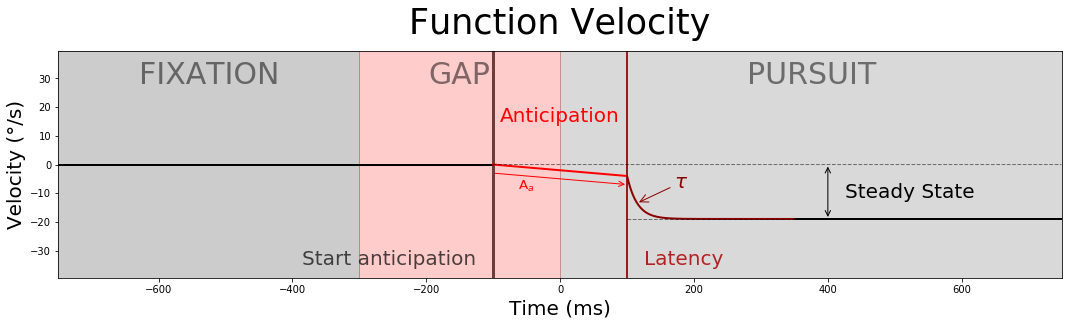 Function Velocity
FIXATION
GAP
PURSUIT
Anticipation
A_a
τ
Steady State
Start anticipation
Latency
Velocity (°/s)
30
20
10
0
−10
−20
−30
−600
−400
−200
0
200
400
600
Time (ms)